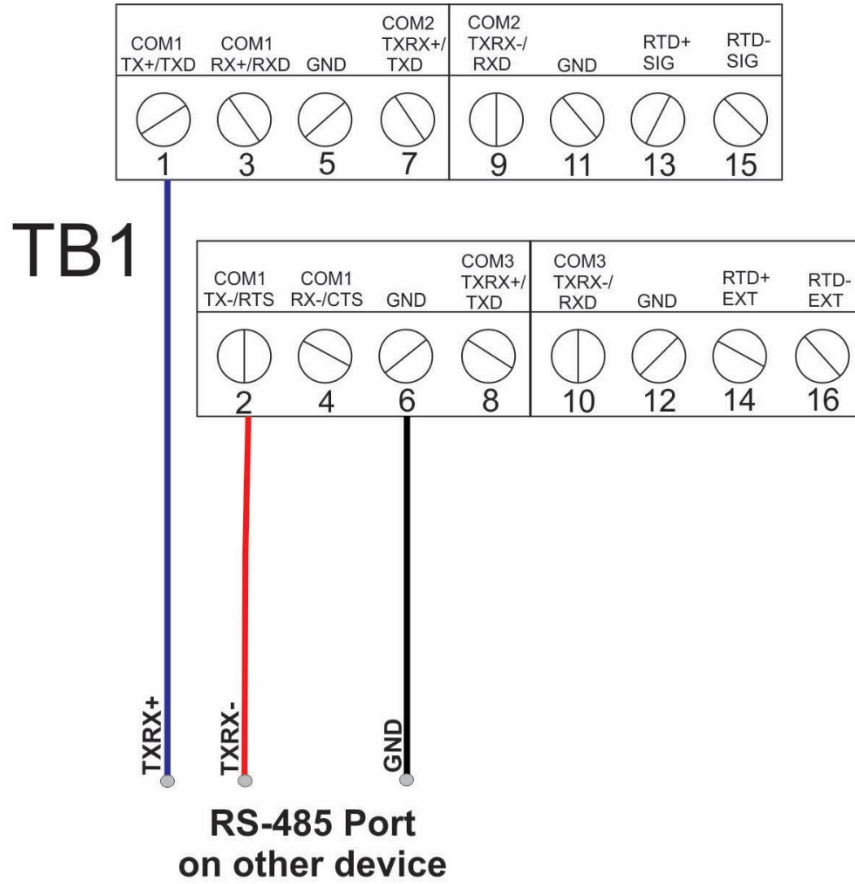 COM1
TX+/TXD
COM1
RX+/RXD
GND
COM2
TXRX+/
TXD
COM2
TXRX-/
RXD
GND
RTD+
SIG
RTD-
SIG
1 3 5 7 9 11 13 15
TB1
COM1
TX-/RTS
COM1
RX-/CTS
GND
COM3
TXRX+/
TXD
COM3
TXRX-/
RXD
GND
RTD+
EXT
RTD-
EXT
2 4 6 8 10 12 14 16
TXRX+
TXRX-
GND
RS-485 Port
on other device